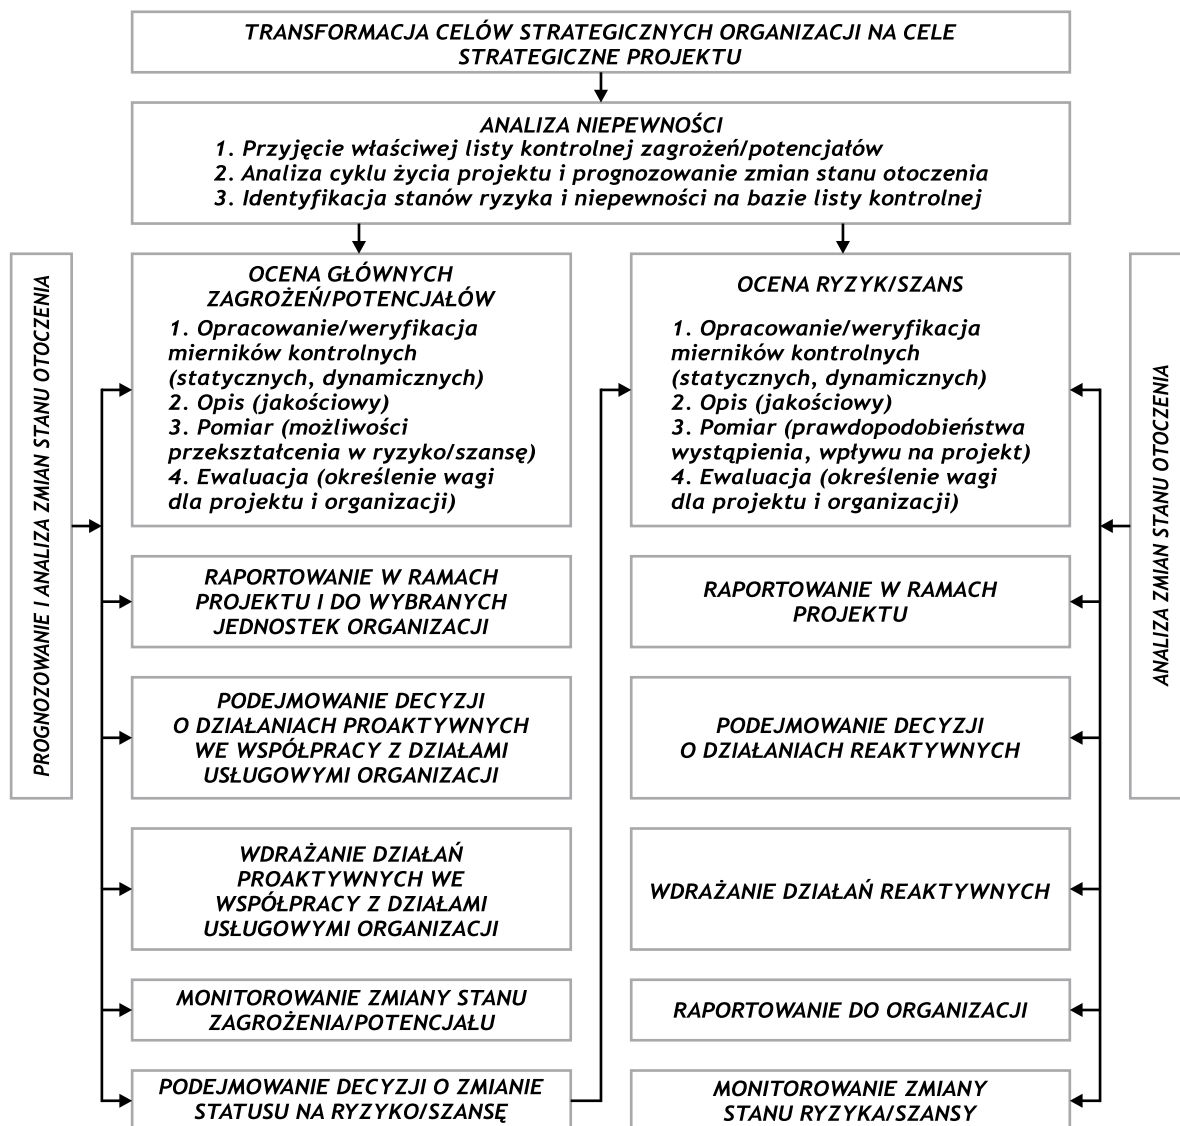 TRANSFORMACJA CELÓW STRATEGICZNYCH ORGANIZACJI NA CELE
STRATEGICZNE PROJEKTU
ANALIZA NIEPEWNOŚCI
1. Przyjęcie właściwej listy kontrolnej zagrożeń/potencjałów
2. Analiza cyklu życia projektu i prognozowanie zmian stanu otoczenia
3. Identyfikacja stanów ryzyka i niepewności na bazie listy kontrolnej
PROGNOZOWANIE I ANALIZA ZMIAN STANU OTOCZENIA
OCENA GŁÓWNYCH
ZAGROŻEŃ/POTENCJAŁÓW
1. Opracowanie/weryfikacja
mierników kontrolnych
(statycznych, dynamicznych)
2. Opis (jakościowy)
3. Pomiar (możliwości
przekształcenia w ryzyko/szansę)
4. Ewaluacja (określenie wagi
dla projektu i organizacji)
RAPORTOWANIE W RAMACH
PROJEKTU I DO WYBRANYCH
JEDNOSTEK ORGANIZACJI
PODEJMOWANIE DECYZJI
O DZIAŁANIACH PROAKTYWNYCH
WE WSPÓŁPRACY Z DZIAŁAMI
USŁUGOWYMI ORGANIZACJI
WDRAŻANIE DZIAŁAŃ
PROAKTYWNYCH WE
WSPÓŁPRACY Z DZIAŁAMI
USŁUGOWYMI ORGANIZACJI
MONITOROWANIE ZMIANY STANU
ZAGROŻENIA/POTENCJAŁU
PODEJMOWANIE DECYZJI O ZMIANIE
STATUSU NA RYZYKO/SZANSĘ
OCENA RYZYK/SZANS
1. Opracowanie/weryfikacja
mierników kontrolnych
(statycznych, dynamicznych)
2. Opis (jakościowy)
3. Pomiar (prawdopodobieństwa
wystąpienia, wpływu na projekt)
4. Ewaluacja (określenie wagi
dla projektu i organizacji)
RAPORTOWANIE W RAMACH
PROJEKTU
PODEJMOWANIE DECYZJI
O DZIAŁANIACH REAKTYWNYCH
WDRAŻANIE DZIAŁAŃ REAKTYWNYCH
RAPORTOWANIE DO ORGANIZACJI
MONITOROWANIE ZMIANY
STANU RYZYKA/SZANSY
ANALIZA ZMIAN STANU OTOCZENIA